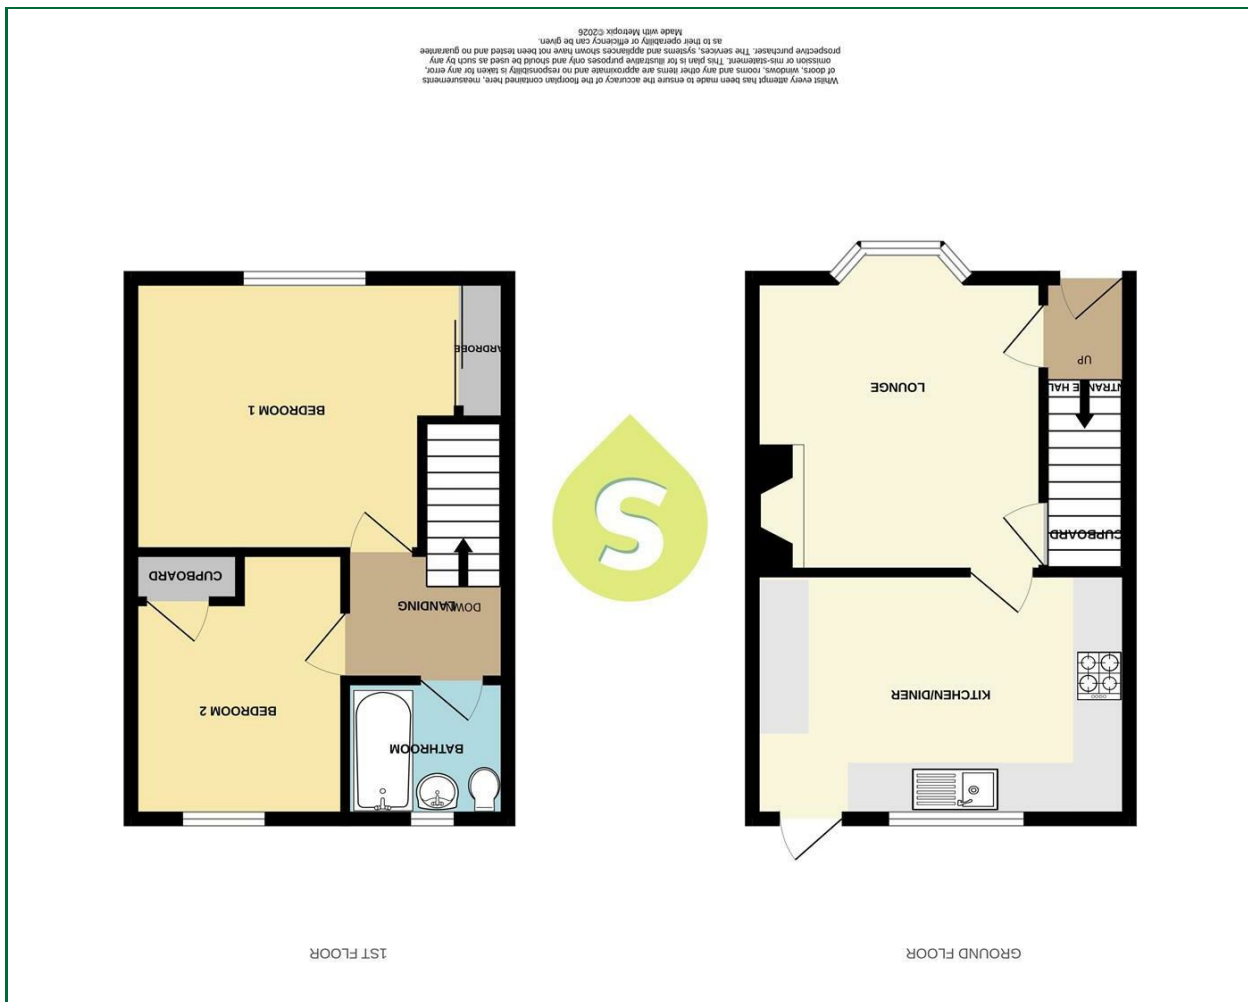 GROUND FLOOR
1ST FLOOR
KITCHEN/DINER
CUPBOARD
LOUNGE
NTRANCE HAL
UP
BATHROOM
BEDROOM 2
DOWN
LANDING
CUPBOARD
BEDROOM 1
ARDROBE
S
Whilst every attempt has been made to ensure the accuracy of the floorplan contained here, measurements
of doors, windows, rooms and any other items are approximate and no responsibility is taken for any error,
omission or mis-statement. This plan is for illustrative purposes only and should be used as such by any
prospective purchaser. The services, systems and appliances shown have not been tested and no guarantee
as to their operability or efficiency can be given.
Made with Metropix ©2026